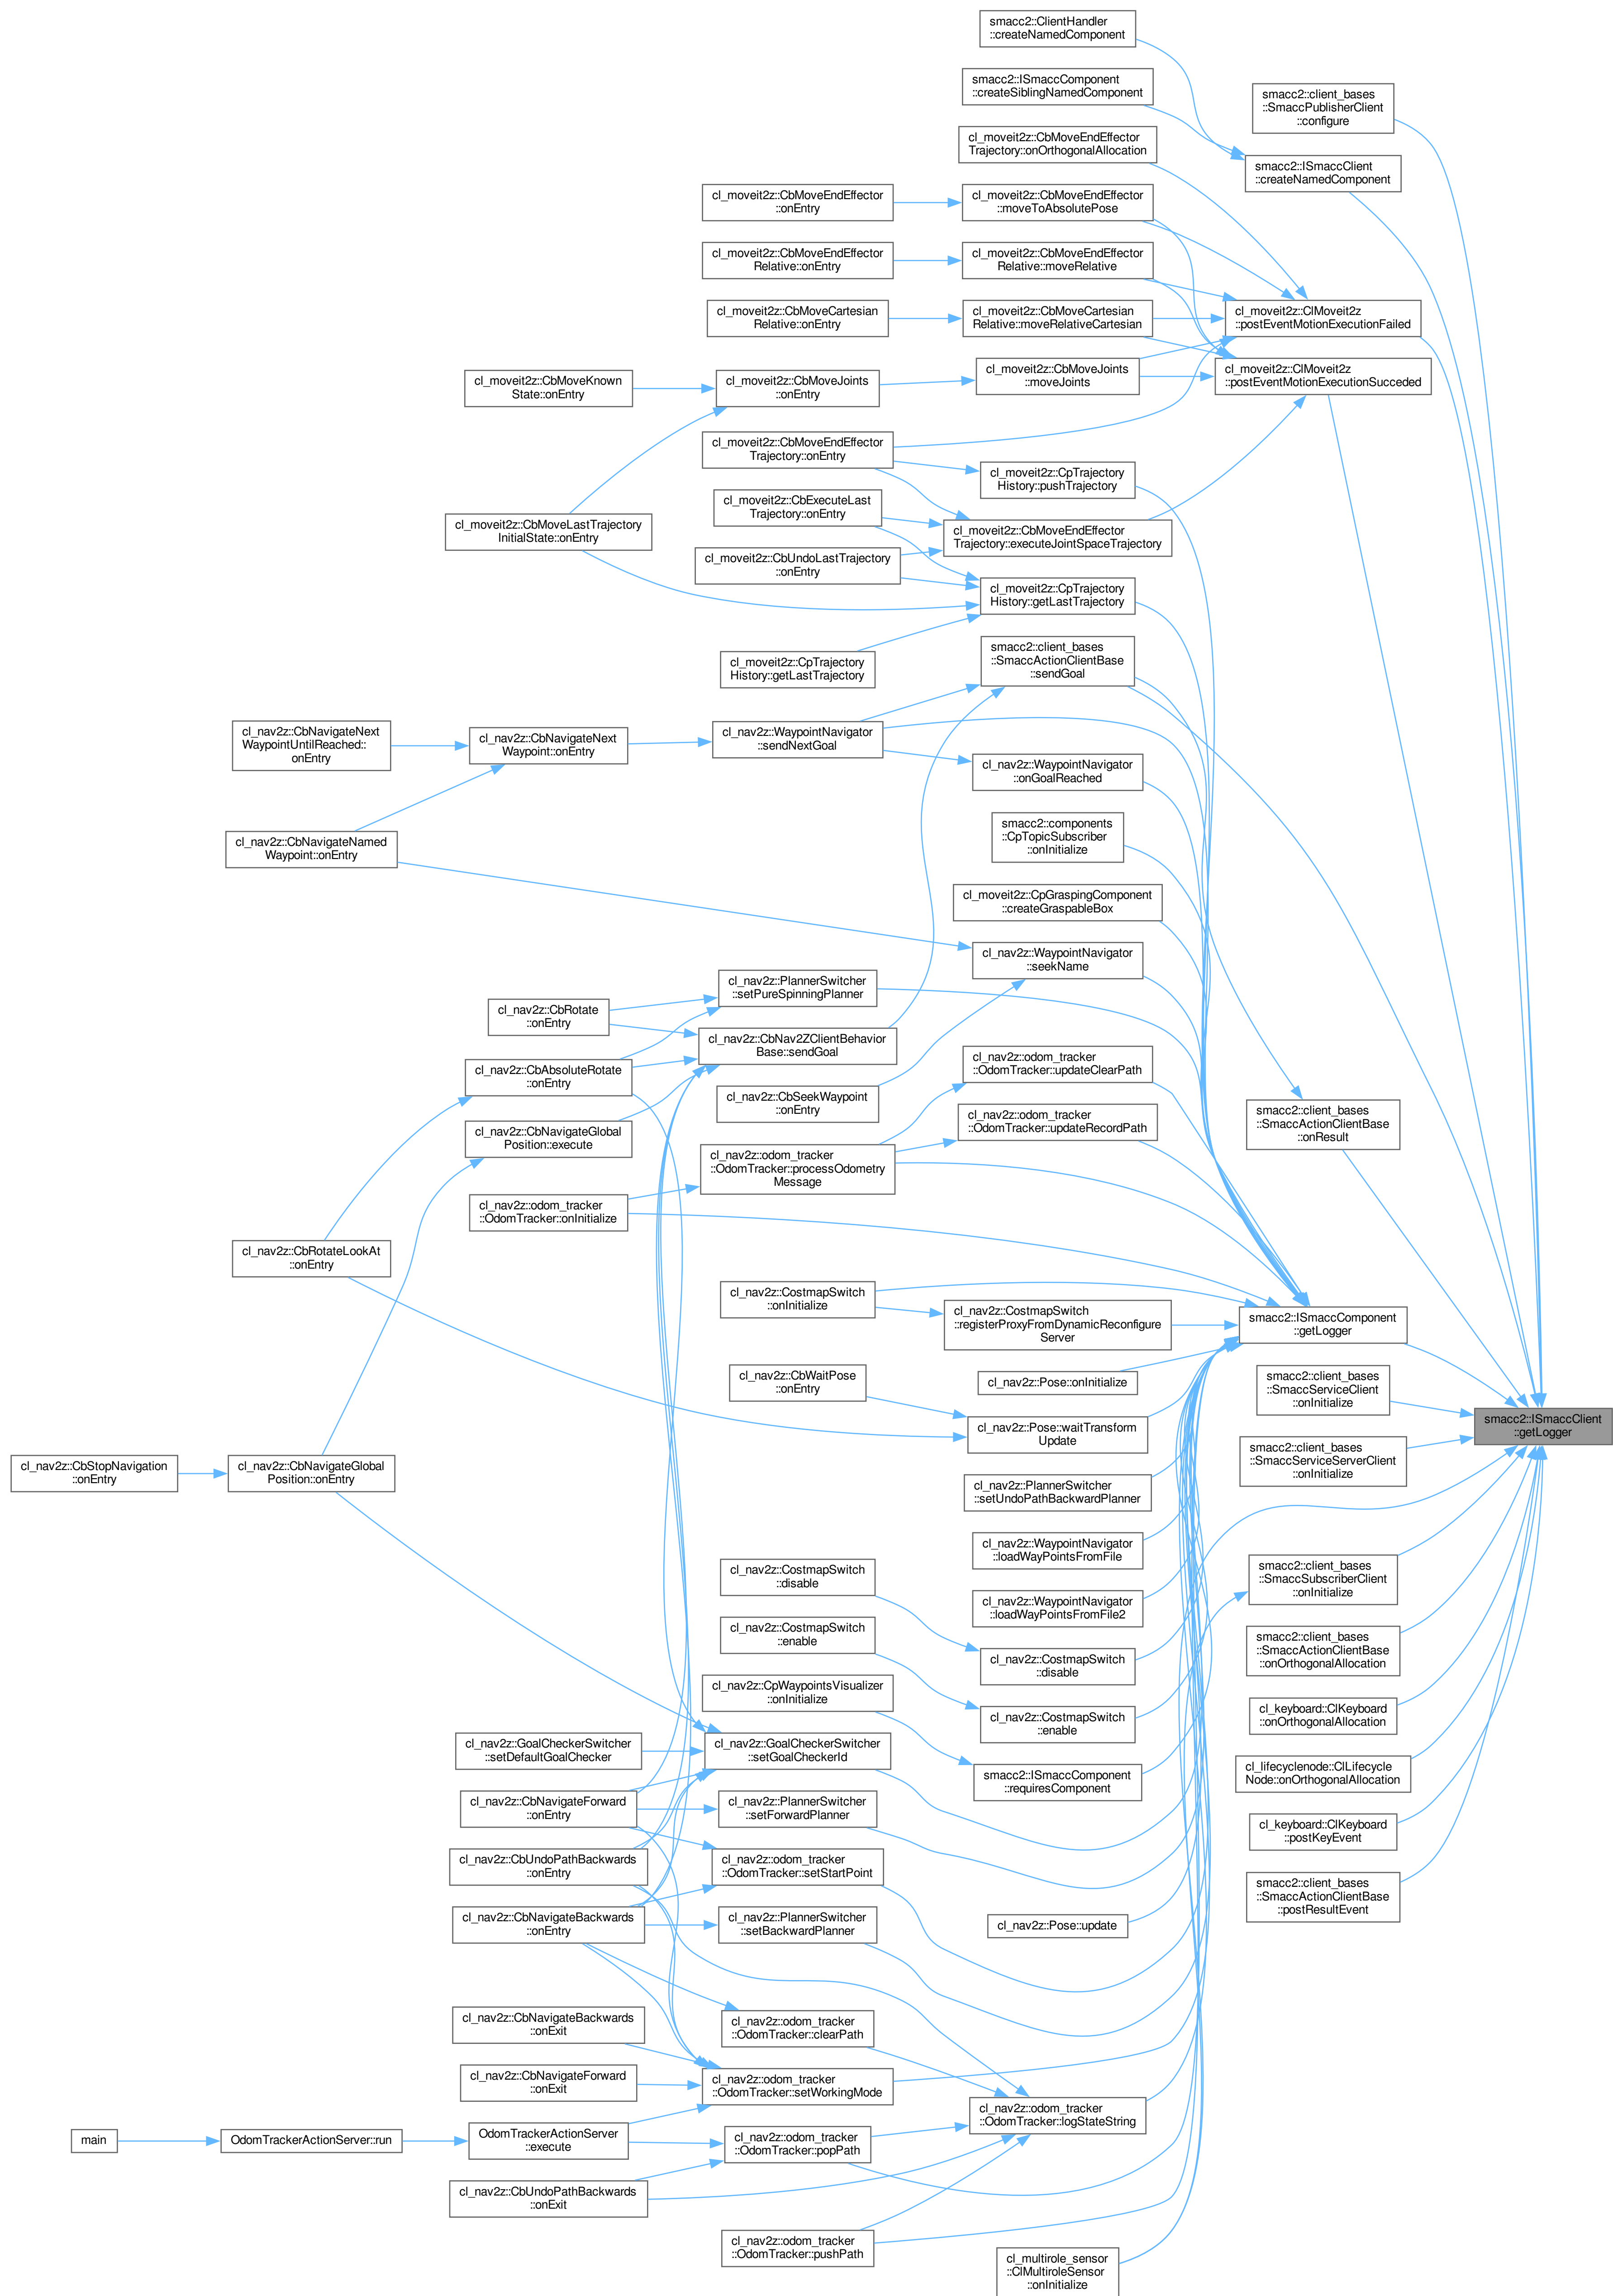 smacc2::ClientHandler
::createNamedComponent
smacc2::ISmaccComponent
::createSiblingNamedComponent
smacc2::client_bases
::SmaccPublisherClient
::configure
cl_moveit2z::CbMoveEndEffector
Trajectory::onOrthogonalAllocation
smacc2::ISmaccClient
::createNamedComponent
cl_moveit2z::CbMoveEndEffector
::onEntry
cl_moveit2z::CbMoveEndEffector
::moveToAbsolutePose
cl_moveit2z::CbMoveEndEffector
Relative::onEntry
cl_moveit2z::CbMoveEndEffector
Relative::moveRelative
cl_moveit2z::CbMoveCartesian
Relative::onEntry
cl_moveit2z::CbMoveCartesian
Relative::moveRelativeCartesian
cl_moveit2z::ClMoveit2z
::postEventMotionExecutionFailed
cl_moveit2z::CbMoveKnown
State::onEntry
cl_moveit2z::CbMoveJoints
::onEntry
cl_moveit2z::CbMoveJoints
::moveJoints
cl_moveit2z::ClMoveit2z
::postEventMotionExecutionSucceded
cl_moveit2z::CbMoveEndEffector
Trajectory::onEntry
cl_moveit2z::CpTrajectory
History::pushTrajectory
cl_moveit2z::CbExecuteLast
Trajectory::onEntry
cl_moveit2z::CbMoveLastTrajectory
InitialState::onEntry
cl_moveit2z::CbMoveEndEffector
Trajectory::executeJointSpaceTrajectory
cl_moveit2z::CbUndoLastTrajectory
::onEntry
cl_moveit2z::CpTrajectory
History::getLastTrajectory
cl_moveit2z::CpTrajectory
History::getLastTrajectory
smacc2::client_bases
::SmaccActionClientBase
::sendGoal
cl_nav2z::CbNavigateNext
WaypointUntilReached::
onEntry
cl_nav2z::CbNavigateNext
Waypoint::onEntry
cl_nav2z::WaypointNavigator
::sendNextGoal
cl_nav2z::WaypointNavigator
::onGoalReached
smacc2::components
::CpTopicSubscriber
::onInitialize
cl_nav2z::CbNavigateNamed
Waypoint::onEntry
cl_moveit2z::CpGraspingComponent
::createGraspableBox
cl_nav2z::WaypointNavigator
::seekName
cl_nav2z::PlannerSwitcher
::setPureSpinningPlanner
cl_nav2z::CbRotate
::onEntry
cl_nav2z::CbNav2ZClientBehavior
Base::sendGoal
cl_nav2z::CbAbsoluteRotate
::onEntry
cl_nav2z::odom_tracker
::OdomTracker::updateClearPath
cl_nav2z::CbSeekWaypoint
::onEntry
cl_nav2z::odom_tracker
::OdomTracker::updateRecordPath
smacc2::client_bases
::SmaccActionClientBase
::onResult
cl_nav2z::CbNavigateGlobal
Position::execute
cl_nav2z::odom_tracker
::OdomTracker::processOdometry
Message
cl_nav2z::odom_tracker
::OdomTracker::onInitialize
cl_nav2z::CbRotateLookAt
::onEntry
cl_nav2z::CostmapSwitch
::onInitialize
cl_nav2z::CostmapSwitch
::registerProxyFromDynamicReconfigure
Server
smacc2::ISmaccComponent
::getLogger
cl_nav2z::Pose::onInitialize
cl_nav2z::CbWaitPose
::onEntry
smacc2::client_bases
::SmaccServiceClient
::onInitialize
cl_nav2z::Pose::waitTransform
Update
smacc2::ISmaccClient
::getLogger
smacc2::client_bases
::SmaccServiceServerClient
::onInitialize
cl_nav2z::CbStopNavigation
::onEntry
cl_nav2z::CbNavigateGlobal
Position::onEntry
cl_nav2z::PlannerSwitcher
::setUndoPathBackwardPlanner
cl_nav2z::WaypointNavigator
::loadWayPointsFromFile
cl_nav2z::CostmapSwitch
::disable
smacc2::client_bases
::SmaccSubscriberClient
::onInitialize
cl_nav2z::WaypointNavigator
::loadWayPointsFromFile2
cl_nav2z::CostmapSwitch
::enable
cl_nav2z::CostmapSwitch
::disable
smacc2::client_bases
::SmaccActionClientBase
::onOrthogonalAllocation
cl_nav2z::CpWaypointsVisualizer
::onInitialize
cl_nav2z::CostmapSwitch
::enable
cl_keyboard::ClKeyboard
::onOrthogonalAllocation
cl_nav2z::GoalCheckerSwitcher
::setDefaultGoalChecker
cl_nav2z::GoalCheckerSwitcher
::setGoalCheckerId
smacc2::ISmaccComponent
::requiresComponent
cl_lifecyclenode::ClLifecycle
Node::onOrthogonalAllocation
cl_nav2z::CbNavigateForward
::onEntry
cl_nav2z::PlannerSwitcher
::setForwardPlanner
cl_keyboard::ClKeyboard
::postKeyEvent
cl_nav2z::CbUndoPathBackwards
::onEntry
cl_nav2z::odom_tracker
::OdomTracker::setStartPoint
smacc2::client_bases
::SmaccActionClientBase
::postResultEvent
cl_nav2z::CbNavigateBackwards
::onEntry
cl_nav2z::PlannerSwitcher
::setBackwardPlanner
cl_nav2z::Pose::update
cl_nav2z::CbNavigateBackwards
::onExit
cl_nav2z::odom_tracker
::OdomTracker::clearPath
cl_nav2z::CbNavigateForward
::onExit
cl_nav2z::odom_tracker
::OdomTracker::setWorkingMode
cl_nav2z::odom_tracker
::OdomTracker::logStateString
main
OdomTrackerActionServer::run
OdomTrackerActionServer
::execute
cl_nav2z::odom_tracker
::OdomTracker::popPath
cl_nav2z::CbUndoPathBackwards
::onExit
cl_nav2z::odom_tracker
::OdomTracker::pushPath
cl_multirole_sensor
::ClMultiroleSensor
::onInitialize